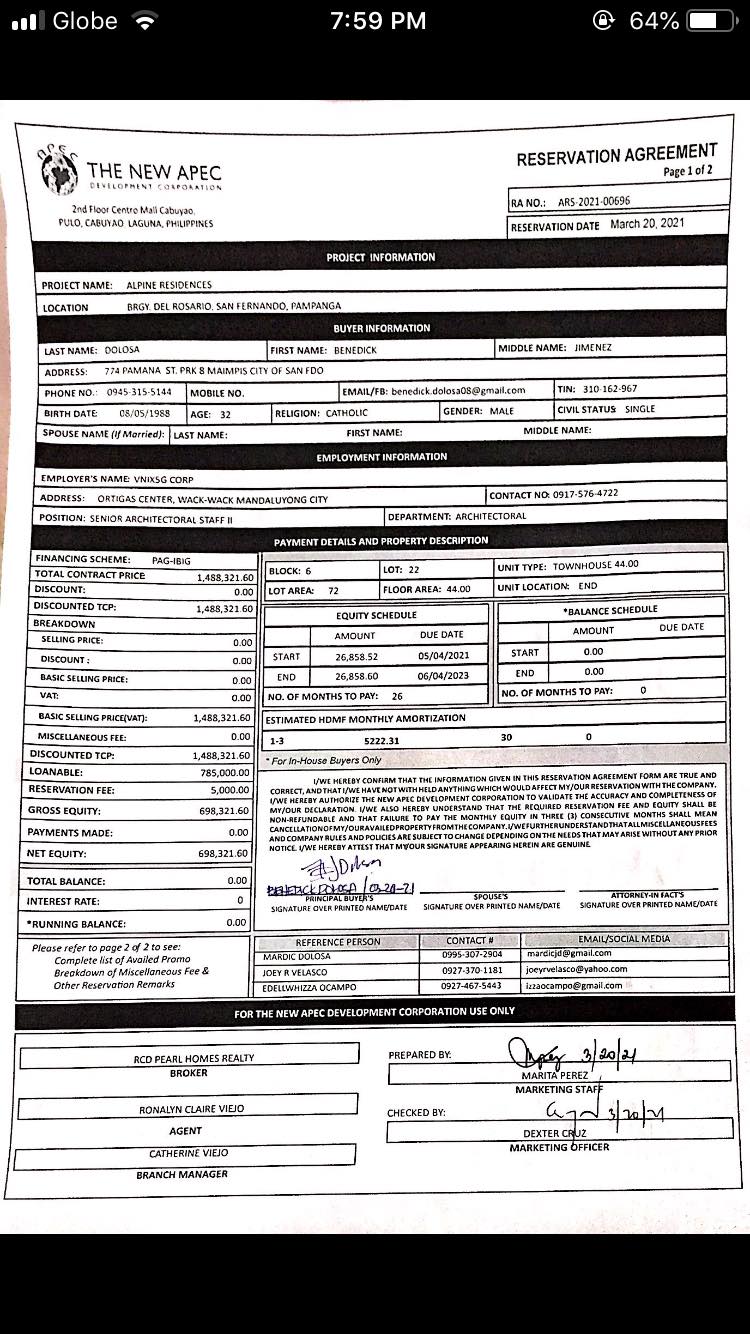 Globe 7:59 PM 64%
APEC
THE NEW APEC
DEVELOPMENT CORPORATION
2nd Floor Centro Mall Cabuyao,
PULO, CABUYAO LAGUNA, PHILIPPINES
RESERVATION AGREEMENT
Page 1 of 2
RA NO.: ARS-2021-00696
RESERVATION DATE March 20, 2021
PROJECT INFORMATION
PROJECT NAME: ALPINE RESIDENCES
LOCATION BRGY. DEL ROSARIO, SAN FERNANDO, PAMPANGA
BUYER INFORMATION
LAST NAME: DOLOSA FIRST NAME: BENEDICK MIDDLE NAME: JIMENEZ
ADDRESS: 774 PAMANA ST. PRK 8 MAIMPIS CITY OF SAN FDO
PHONE NO.: 0945-315-5144 MOBILE NO. EMAIL/FB: benedick.dolosa08@gmail.com TIN: 310-162-967
BIRTH DATE: 08/05/1988 AGE: 32 RELIGION: CATHOLIC GENDER: MALE CIVIL STATUS SINGLE
SPOUSE NAME (If Married): LAST NAME: FIRST NAME: MIDDLE NAME:
EMPLOYMENT INFORMATION
EMPLOYER'S NAME: VNIXSG CORP
ADDRESS: ORTIGAS CENTER, WACK-WACK MANDALUYONG CITY CONTACT NO: 0917-576-4722
POSITION: SENIOR ARCHITECTORAL STAFF II DEPARTMENT: ARCHITECTORAL
PAYMENT DETAILS AND PROPERTY DESCRIPTION
FINANCING SCHEME: PAG-IBIG
TOTAL CONTRACT PRICE 1,488,321.60
DISCOUNT: 0.00
DISCOUNTED TCP: 1,488,321.60
BREAKDOWN
SELLING PRICE: 0.00
DISCOUNT: 0.00
BASIC SELLING PRICE: 0.00
VAT: 0.00
BASIC SELLING PRICE(VAT): 1,488,321.60
MISCELLANEOUS FEE: 0.00
DISCOUNTED TCP: 1,488,321.60
LOANABLE: 785,000.00
RESERVATION FEE: 5,000.00
GROSS EQUITY: 698,321.60
PAYMENTS MADE: 0.00
NET EQUITY: 698,321.60
TOTAL BALANCE: 0.00
INTEREST RATE: 0
*RUNNING BALANCE: 0.00
Please refer to page 2 of 2 to see:
Complete list of Availed Promo
Breakdown of Miscellaneous Fee &
Other Reservation Remarks
BLOCK: 6 LOT: 22 UNIT TYPE: TOWNHOUSE 44.00
LOT AREA: 72 FLOOR AREA: 44.00 UNIT LOCATION: END
EQUITY SCHEDULE
AMOUNT DUE DATE
START 26,858.52 05/04/2021
END 26,858.60 06/04/2023
NO. OF MONTHS TO PAY: 26
*BALANCE SCHEDULE
AMOUNT DUE DATE
START 0.00
END 0.00
NO. OF MONTHS TO PAY: 0
ESTIMATED HDMF MONTHLY AMORTIZATION
1-3 5222.31 30 0
* For In-House Buyers Only
I/WE HEREBY CONFIRM THAT THE INFORMATION GIVEN IN THIS RESERVATION AGREEMENT FORM ARE TRUE AND
CORRECT, AND THAT I/WE HAVE NOT WITH HELD ANYTHING WHICH WOULD AFFECT MY/OUR RESERVATION WITH THE COMPANY.
I/WE HEREBY AUTHORIZE THE NEW APEC DEVELOPMENT CORPORATION TO VALIDATE THE ACCURACY AND COMPLETENESS OF
MY/OUR DECLARATION. I/WE ALSO HEREBY UNDERSTAND THAT THE REQUIRED RESERVATION FEE AND EQUITY SHALL BE
NON-REFUNDABLE AND THAT FAILURE TO PAY THE MONTHLY EQUITY IN THREE (3) CONSECUTIVE MONTHS SHALL MEAN
CANCELLATION OF MY/OUR AVAILED PROPERTY FROM THE COMPANY. I/WE FURTHER UNDERSTAND THAT ALL MISCELLANEOUS FEES
AND COMPANY RULES AND POLICIES ARE SUBJECT TO CHANGE DEPENDING ON THE NEEDS THAT MAY ARISE WITHOUT ANY PRIOR
NOTICE. I/WE HEREBY ATTEST THAT MY/OUR SIGNATURE APPEARING HEREIN ARE GENUINE.
BENEDICK DOLOSA / 03-20-21
PRINCIPAL BUYER'S SPOUSE'S ATTORNEY-IN FACT'S
SIGNATURE OVER PRINTED NAME/DATE SIGNATURE OVER PRINTED NAME/DATE SIGNATURE OVER PRINTED NAME/DATE
REFERENCE PERSON CONTACT # EMAIL/SOCIAL MEDIA
MARDIC DOLOSA 0995-307-2904 mardicjd@gmail.com
JOEY R VELASCO 0927-370-1181 joeyrvelasco@yahoo.com
EDELLWHIZZA OCAMPO 0927-467-5443 izzaocampo@gmail.com
FOR THE NEW APEC DEVELOPMENT CORPORATION USE ONLY
RCD PEARL HOMES REALTY
BROKER
RONALYN CLAIRE VIEJO
AGENT
CATHERINE VIEJO
BRANCH MANAGER
PREPARED BY: 3/20/21
MARITA PEREZ
MARKETING STAFF
CHECKED BY: 3/20/21
DEXTER CRUZ
MARKETING OFFICER